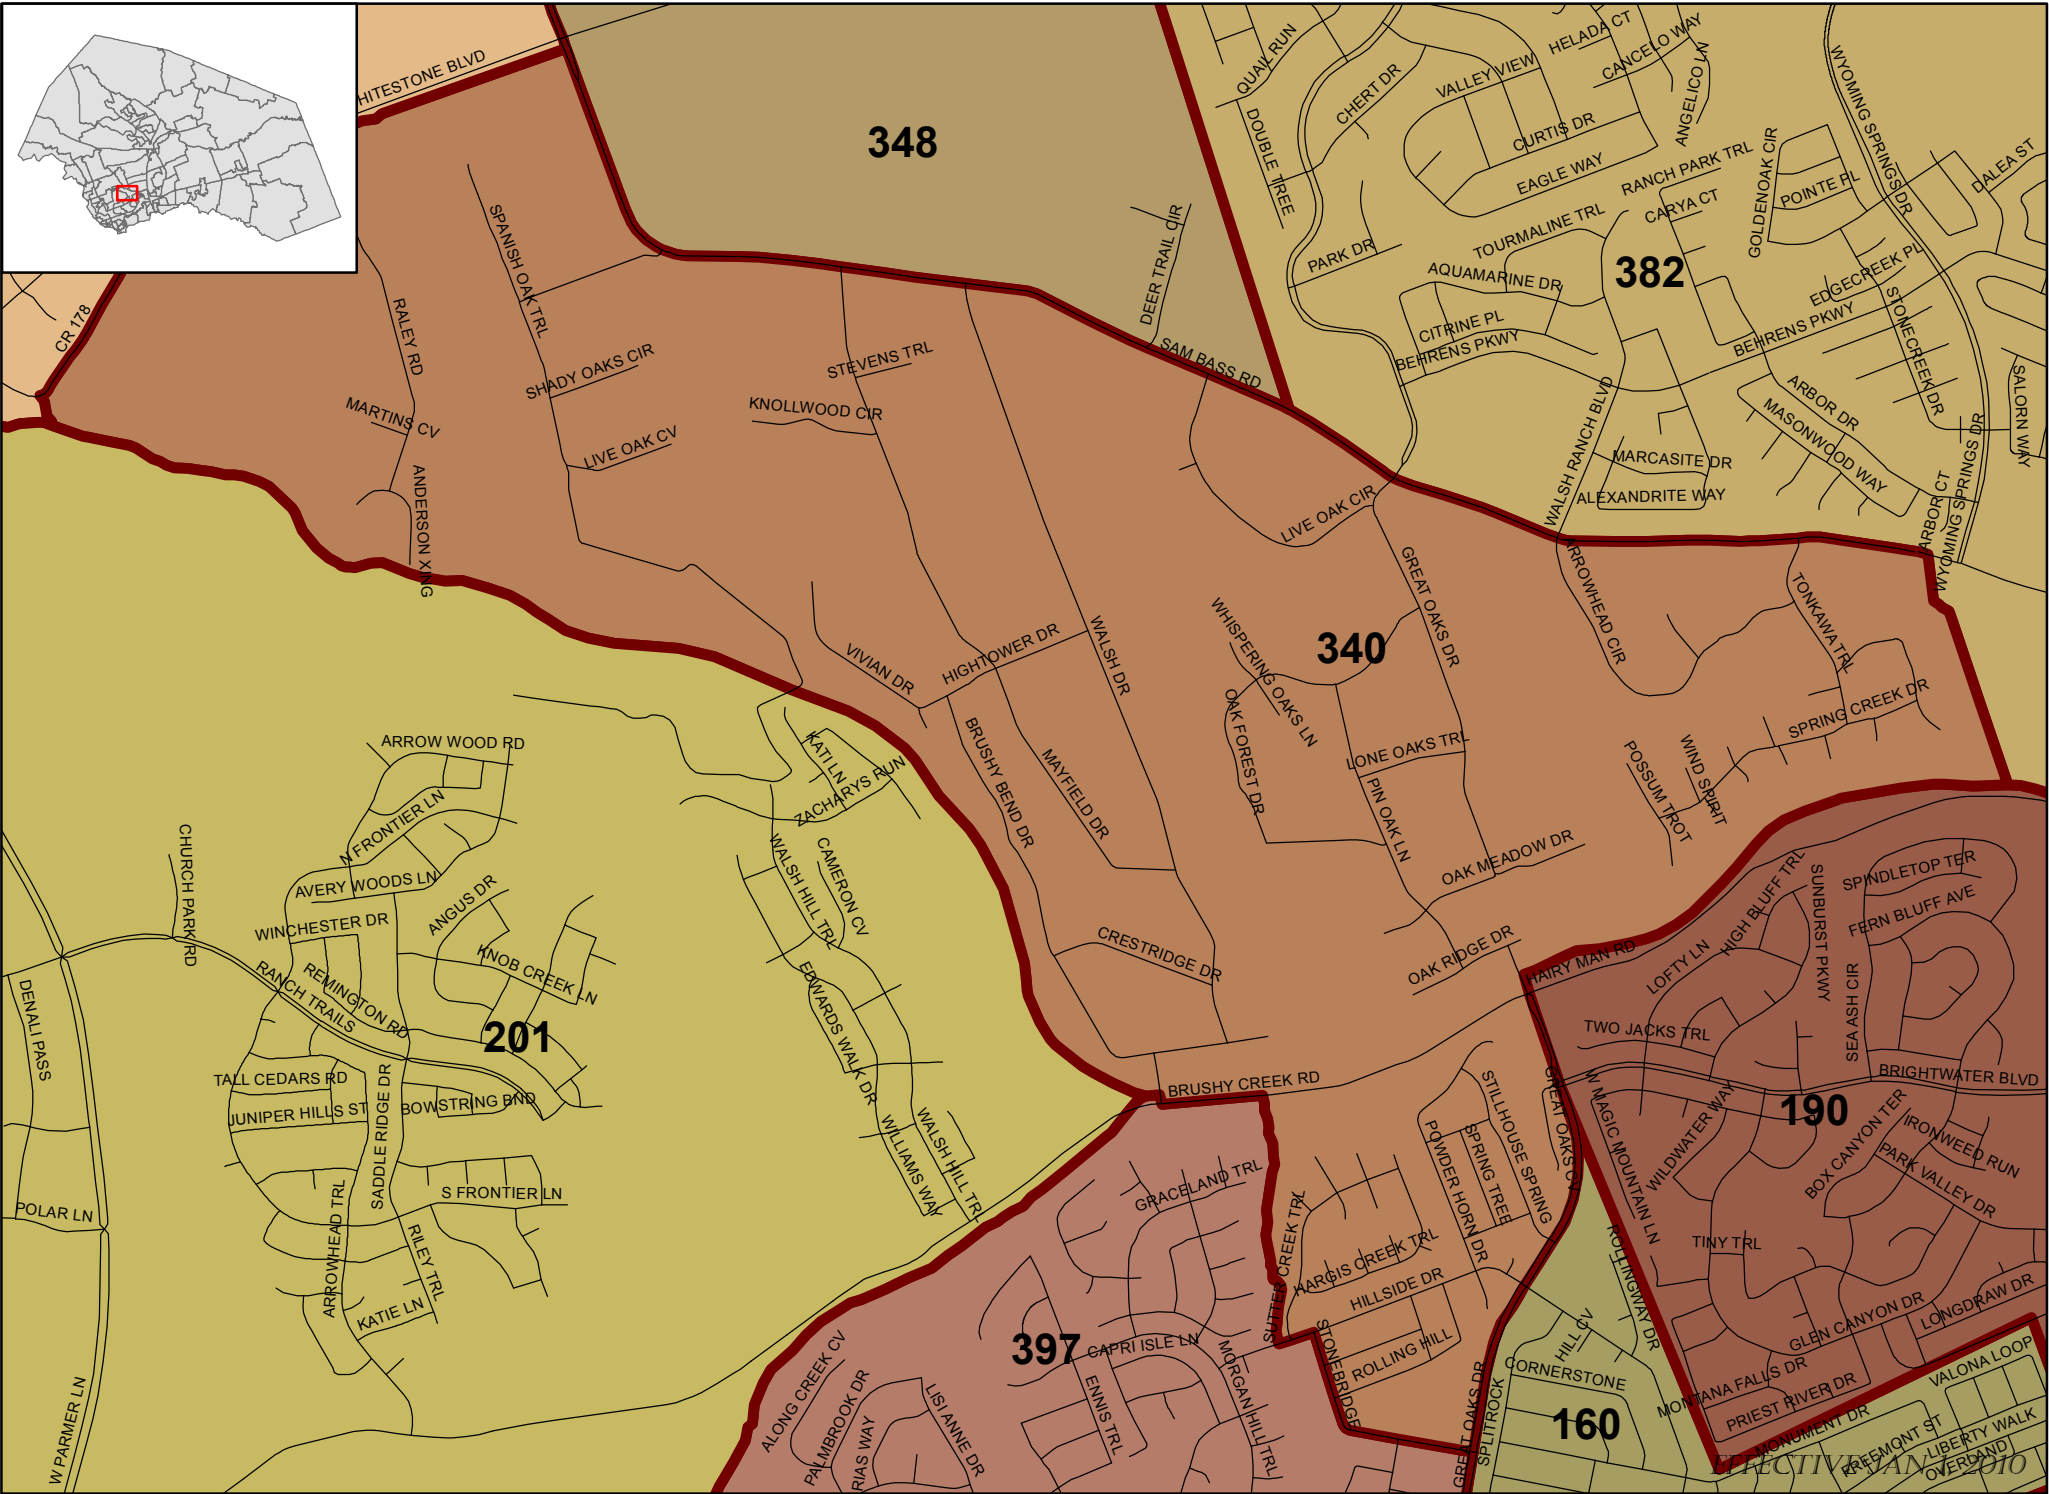 HITESTONE BLVD
348
QUAIL RUN
CHERT DR
VALLEY VIEW
HELADA CT
CANCELO WAY
ANGELICO LN
WYOMING SPRINGS DR
DOUBLE TREE
CURTIS DR
EAGLE WAY
RANCH PARK TRL
GOLDENOAK CIR
POINTE PL
DALEA ST
CARYA CT
TOURMALINE TRL
PARK DR
AQUAMARINE DR
382
EDGECREEK PL
STONECREEK DR
CITRINE PL
BEHRENS PKWY
BEHRENS PKWY
DEER TRAIL CIR
SAM BASS RD
SPANISH OAK TRL
RALEY RD
CR 178
SHADY OAKS CIR
STEVENS TRL
MARTINS CV
KNOLLWOOD CIR
LIVE OAK CV
ANDERSON XING
WALSH RANCH BLVD
ARBOR DR
MASONWOOD WAY
SALORN WAY
MARCASITE DR
ALEXANDRITE WAY
ARBOR CT
WYOMING SPRINGS DR
LIVE OAK CIR
GREAT OAKS DR
ARROWHEAD CIR
TONKAWA TRL
WHISPERING OAKS LN
340
WALSH DR
HIGHTOWER DR
VIVIAN DR
OAK FOREST DR
SPRING CREEK DR
BRUSHY BEND DR
MAYFIELD DR
LONE OAKS TRL
PIN OAK LN
POSSUM TROT
WIND SPIRIT
ARROW WOOD RD
KATI LN
ZACHARYS RUN
N FRONTIER LN
CHURCH PARK RD
WALSH HILL TRL
CAMERON CV
OAK MEADOW DR
AVERY WOODS LN
ANGUS DR
WINCHESTER DR
HIGH BLUFF TRL
SUNBURST PKWY
SPINDLETOP TER
FERN BLUFF AVE
CRESTRIDGE DR
OAK RIDGE DR
HAIRY MAN RD
LOFTY LN
KNOB CREEK LN
REMINGTON RD
RANCH TRAILS
EDWARDS WALK DR
DENALI PASS
201
TWO JACKS TRL
SEA ASH CIR
BRIGHTWATER BLVD
TALL CEDARS RD
BRUSHY CREEK RD
STILLHOUSE SPRING
GREAT OAKS CV
W MAGIC MOUNTAIN LN
WILDWATER WAY
190
JUNIPER HILLS ST
SADDLE RIDGE DR
BOWSTRING BND
WILLIAMS WAY
WALSH HILL TRL
POWDER HORN DR
SPRING TREE
BOX CANYON TER
IRONWEED RUN
PARK VALLEY DR
S FRONTIER LN
GRACELAND TRL
POLAR LN
ARROWHEAD TRL
RILEY TRL
SUTTER CREEK TRL
HARGIS CREEK TRL
ROLLINGWAY DR
TINY TRL
HILLSIDE DR
KATIE LN
LONGDRAW DR
GLEN CANYON DR
HILL CV
397
CAPRI ISLE LN
STONEBRIDGE
ROLLING HILL
MORGAN HILL TRL
CORNERSTONE
VALONA LOOP
ALONG CREEK CV
PALMBROOK DR
LISI ANNE DR
ENNIS TRL
MONTANA FALLS DR
PRIEST RIVER DR
160
W PARMER LN
RIAS WAY
GREAT OAKS DR
SPLITROCK
MONUMENT DR
FREEMONT ST
LIBERTY WALK
OVERLAND
EFFECTIVE JAN 1, 2010